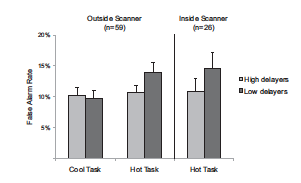 Outside Scanner
(n=59)
Inside Scanner
(n=26)
20%
15%
10%
5%
False Alarm Rate
High delayers
Low delayers
Cool Task
Hot Task
Hot Task